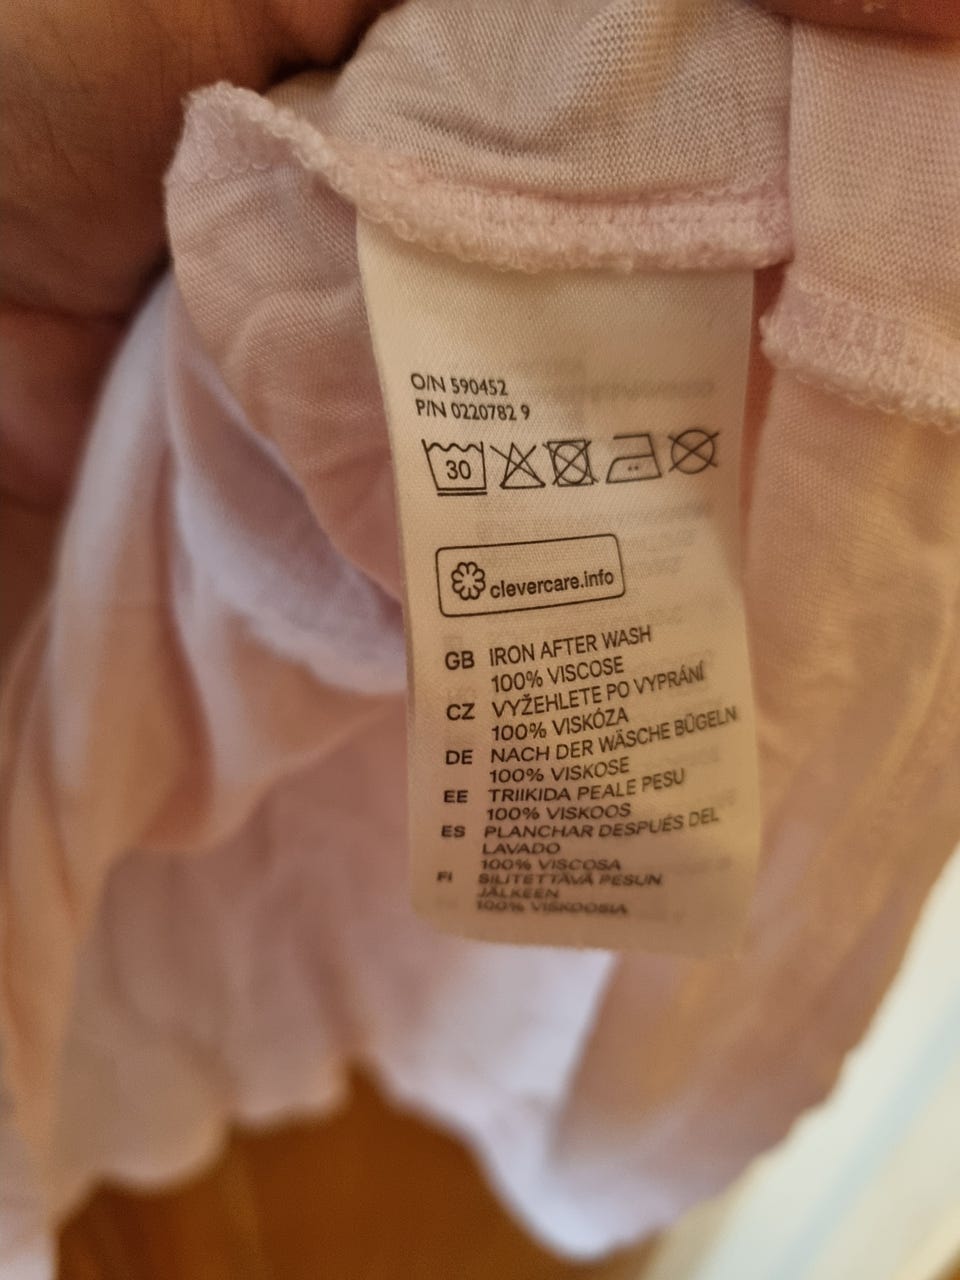 O/N 590452
P/N 0220782 9
30
clevercare.info
GB IRON AFTER WASH
100% VISCOSE
CZ VYŽEHLETE PO VYPRÁNÍ
100% VISKÓZA
DE NACH DER WÄSCHE BÜGELN
100% VISKOSE
EE TRIIKIDA PEALE PESU
100% VISKOOS
ES PLANCHAR DESPUÉS DEL
LAVADO
100% VISCOSA
FI SILITETTÄVÄ PESUN
JÄLKEEN
100% VISKOOSIA